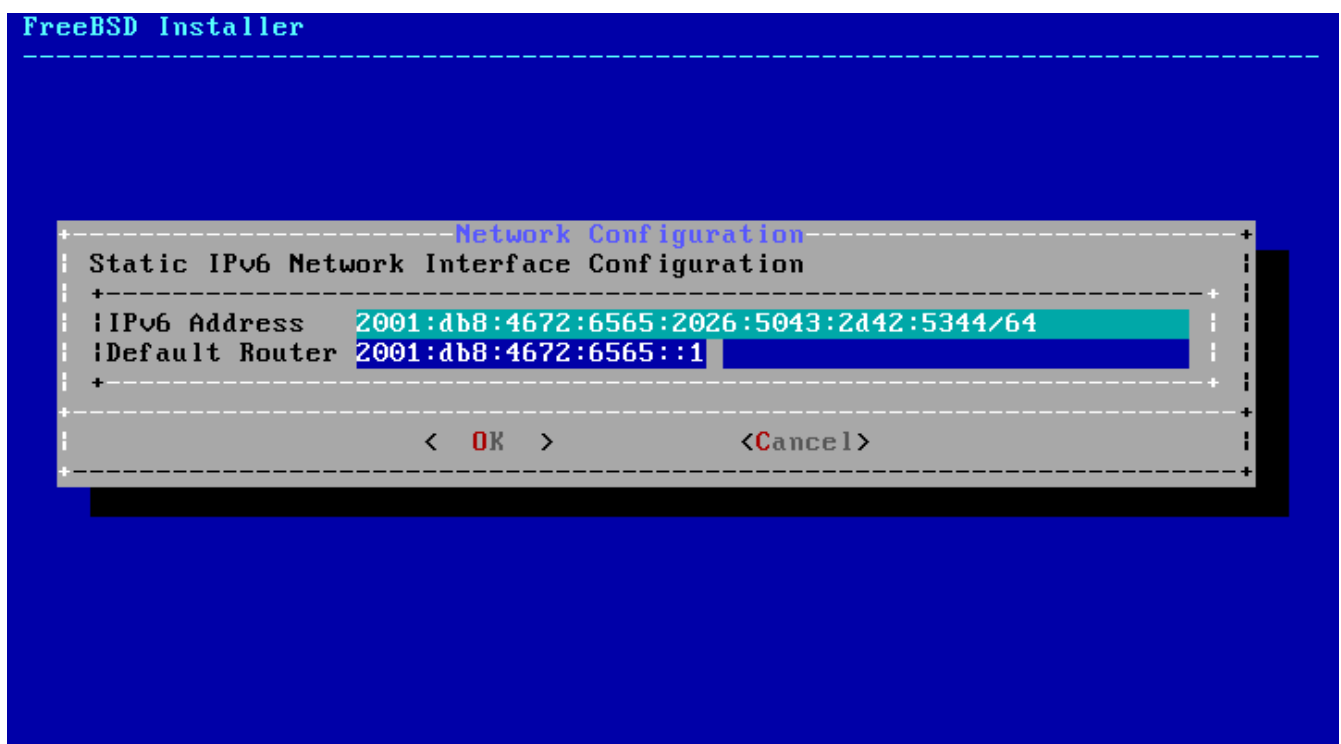 FreeBSD Installer
Network Configuration
Static IPv6 Network Interface Configuration
IPv6 Address 2001:db8:4672:6565:2026:5043:2d42:5344/64
Default Router 2001:db8:4672:6565::1
< OK > <Cancel>